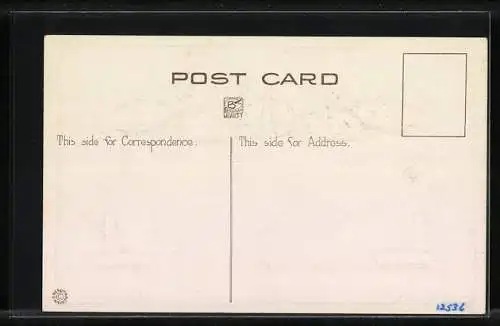 POST CARD
This side for Correspondence.
This side for Address.
12536